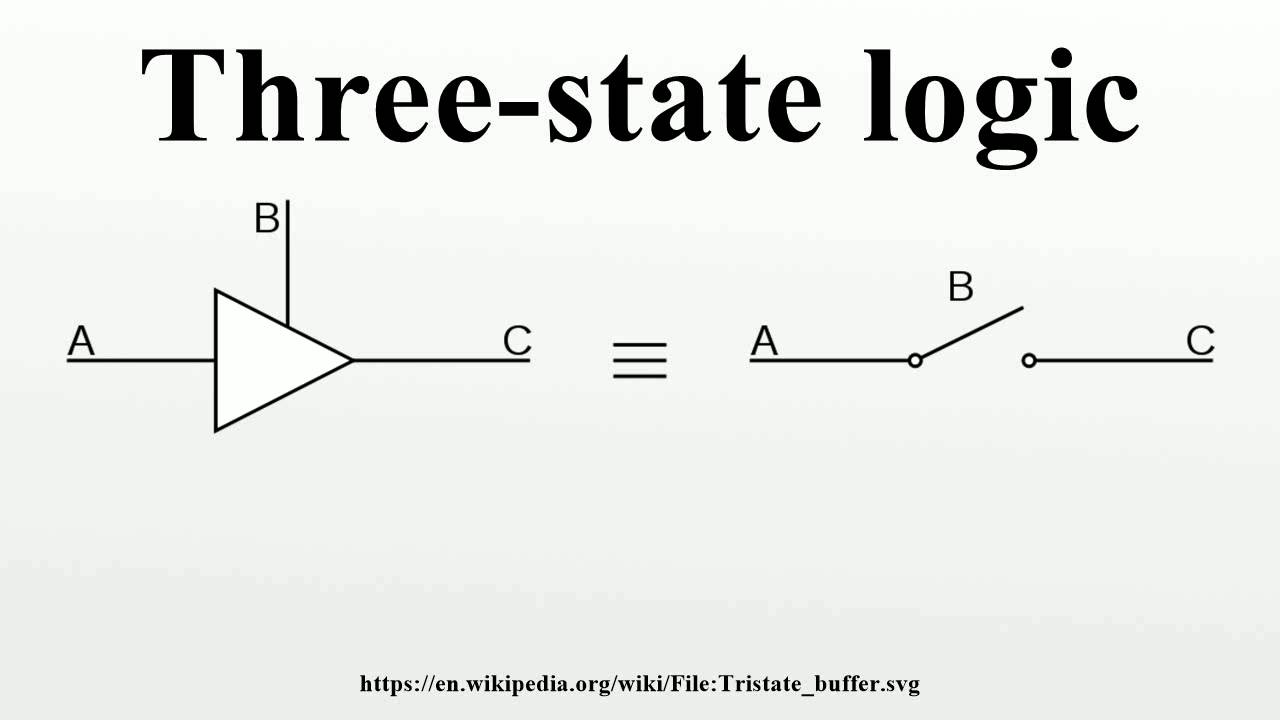 Three-state logic
B
A
C
B
A
C
https://en.wikipedia.org/wiki/File:Tristate_buffer.svg